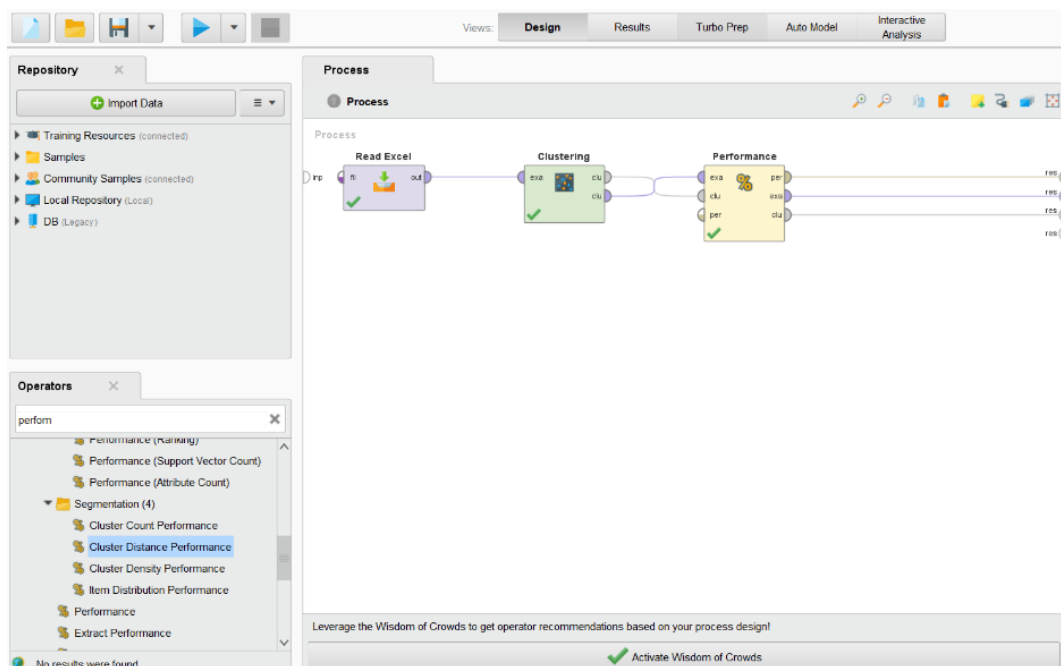 Views:
Design
Results
Turbo Prep
Auto Model
Interactive
Analysis
Repository
Import Data
Training Resources (connected)
Samples
Community Samples (connected)
Local Repository (Local)
DB (Legacy)
Operators
perfom
Performance (Ranking)
Performance (Support Vector Count)
Performance (Attribute Count)
Segmentation (4)
Cluster Count Performance
Cluster Distance Performance
Cluster Density Performance
Item Distribution Performance
Performance
Extract Performance
No results were found
Process
Process
Process
Read Excel
Clustering
Performance
inp
fil
out
exa
clu
clu
exa
clu
per
per
exa
clu
res
res
res
res
Leverage the Wisdom of Crowds to get operator recommendations based on your process design!
Activate Wisdom of Crowds